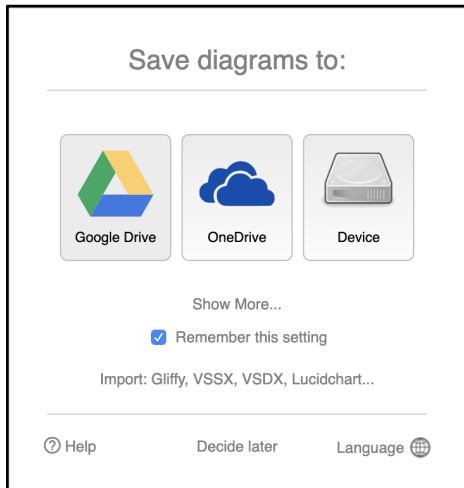 Save diagrams to:
Google Drive OneDrive Device
Show More...
Remember this setting
Import: Gliffy, VSSX, VSDX, Lucidchart...
Help Decide later Language